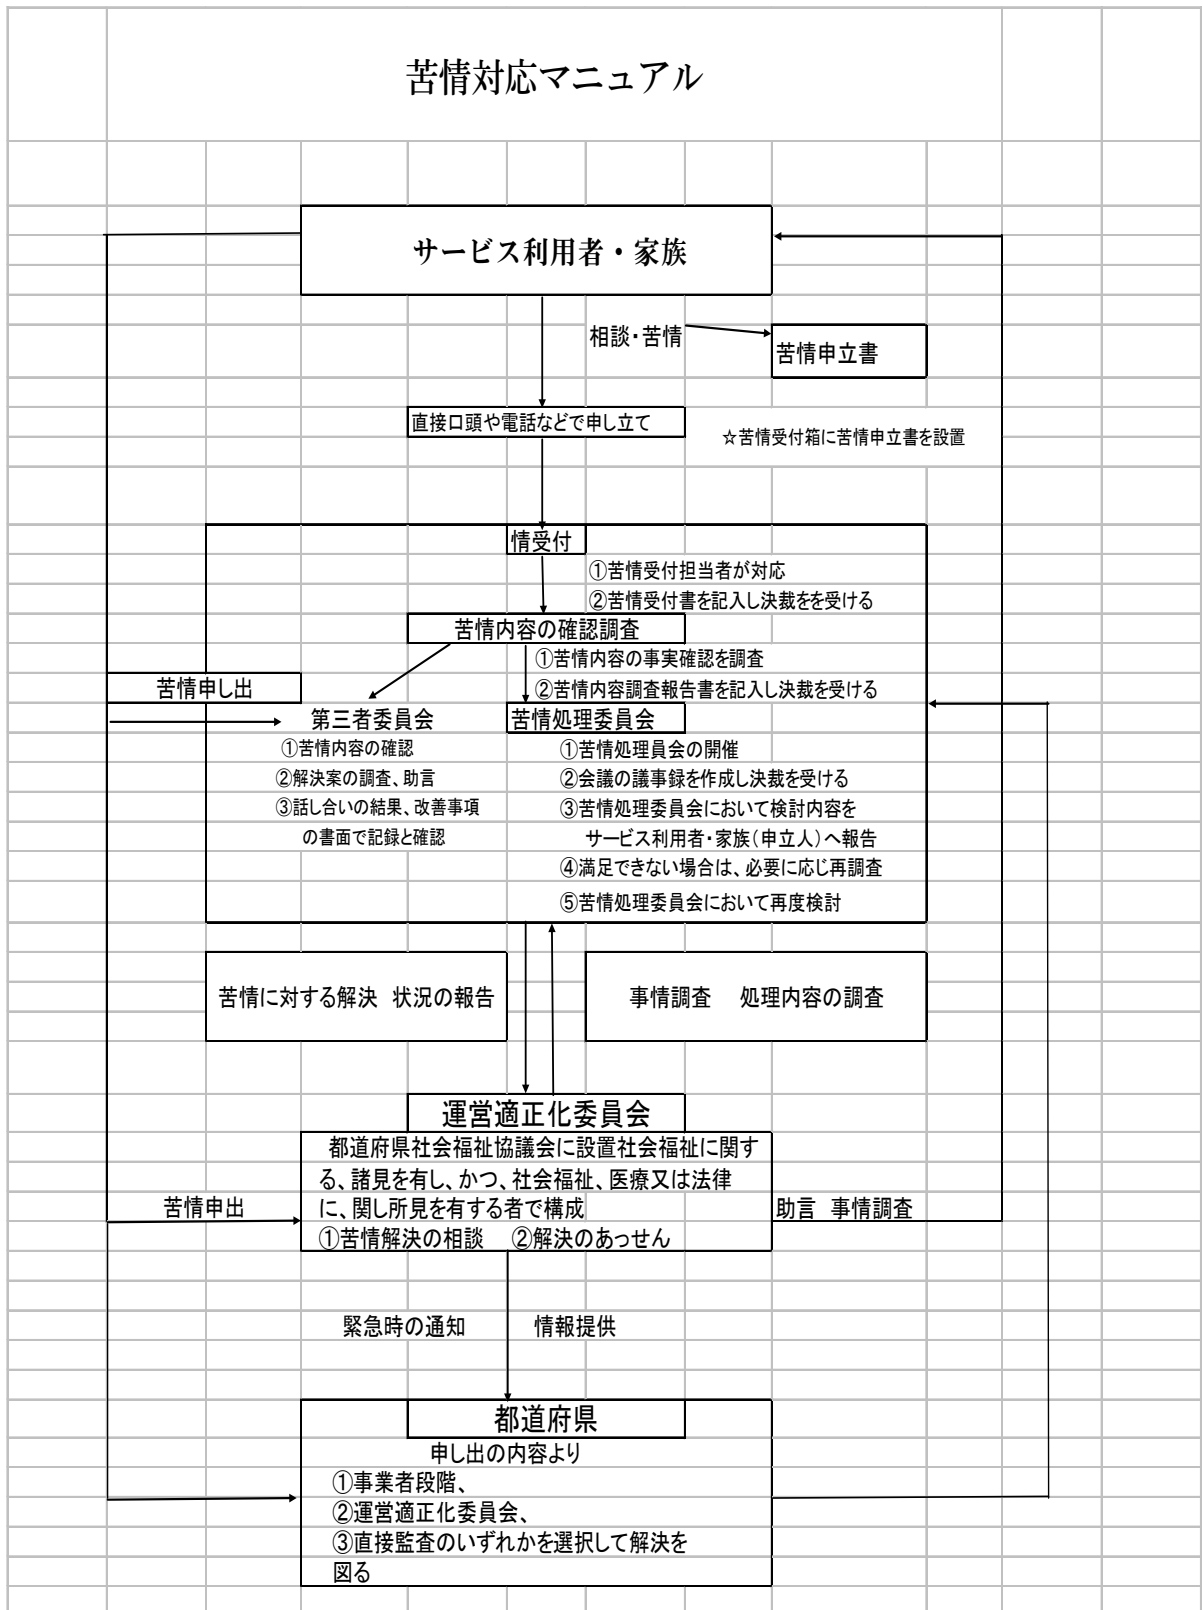 苦情対応マニュアル
サービス利用者・家族
相談・苦情
苦情申立書
直接口頭や電話などで申し立て
☆苦情受付箱に苦情申立書を設置
情受付
①苦情受付担当者が対応
②苦情受付書を記入し決裁をを受ける
苦情内容の確認調査
①苦情内容の事実確認を調査
②苦情内容調査報告書を記入し決裁を受ける
苦情申し出
第三者委員会
①苦情内容の確認
②解決案の調査、助言
③話し合いの結果、改善事項
の書面で記録と確認
苦情処理委員会
①苦情処理員会の開催
②会議の議事録を作成し決裁を受ける
③苦情処理委員会において検討内容を
サービス利用者・家族(申立人)へ報告
④満足できない場合は、必要に応じ再調査
⑤苦情処理委員会において再度検討
苦情に対する解決　状況の報告
事情調査　処理内容の調査
運営適正化委員会
都道府県社会福祉協議会に設置社会福祉に関す
る、諸見を有し、かつ、社会福祉、医療又は法律
に、関し所見を有する者で構成
①苦情解決の相談　②解決のあっせん
苦情申出
助言　事情調査
緊急時の通知
情報提供
都道府県
申し出の内容より
①事業者段階、
②運営適正化委員会、
③直接監査のいずれかを選択して解決を
図る